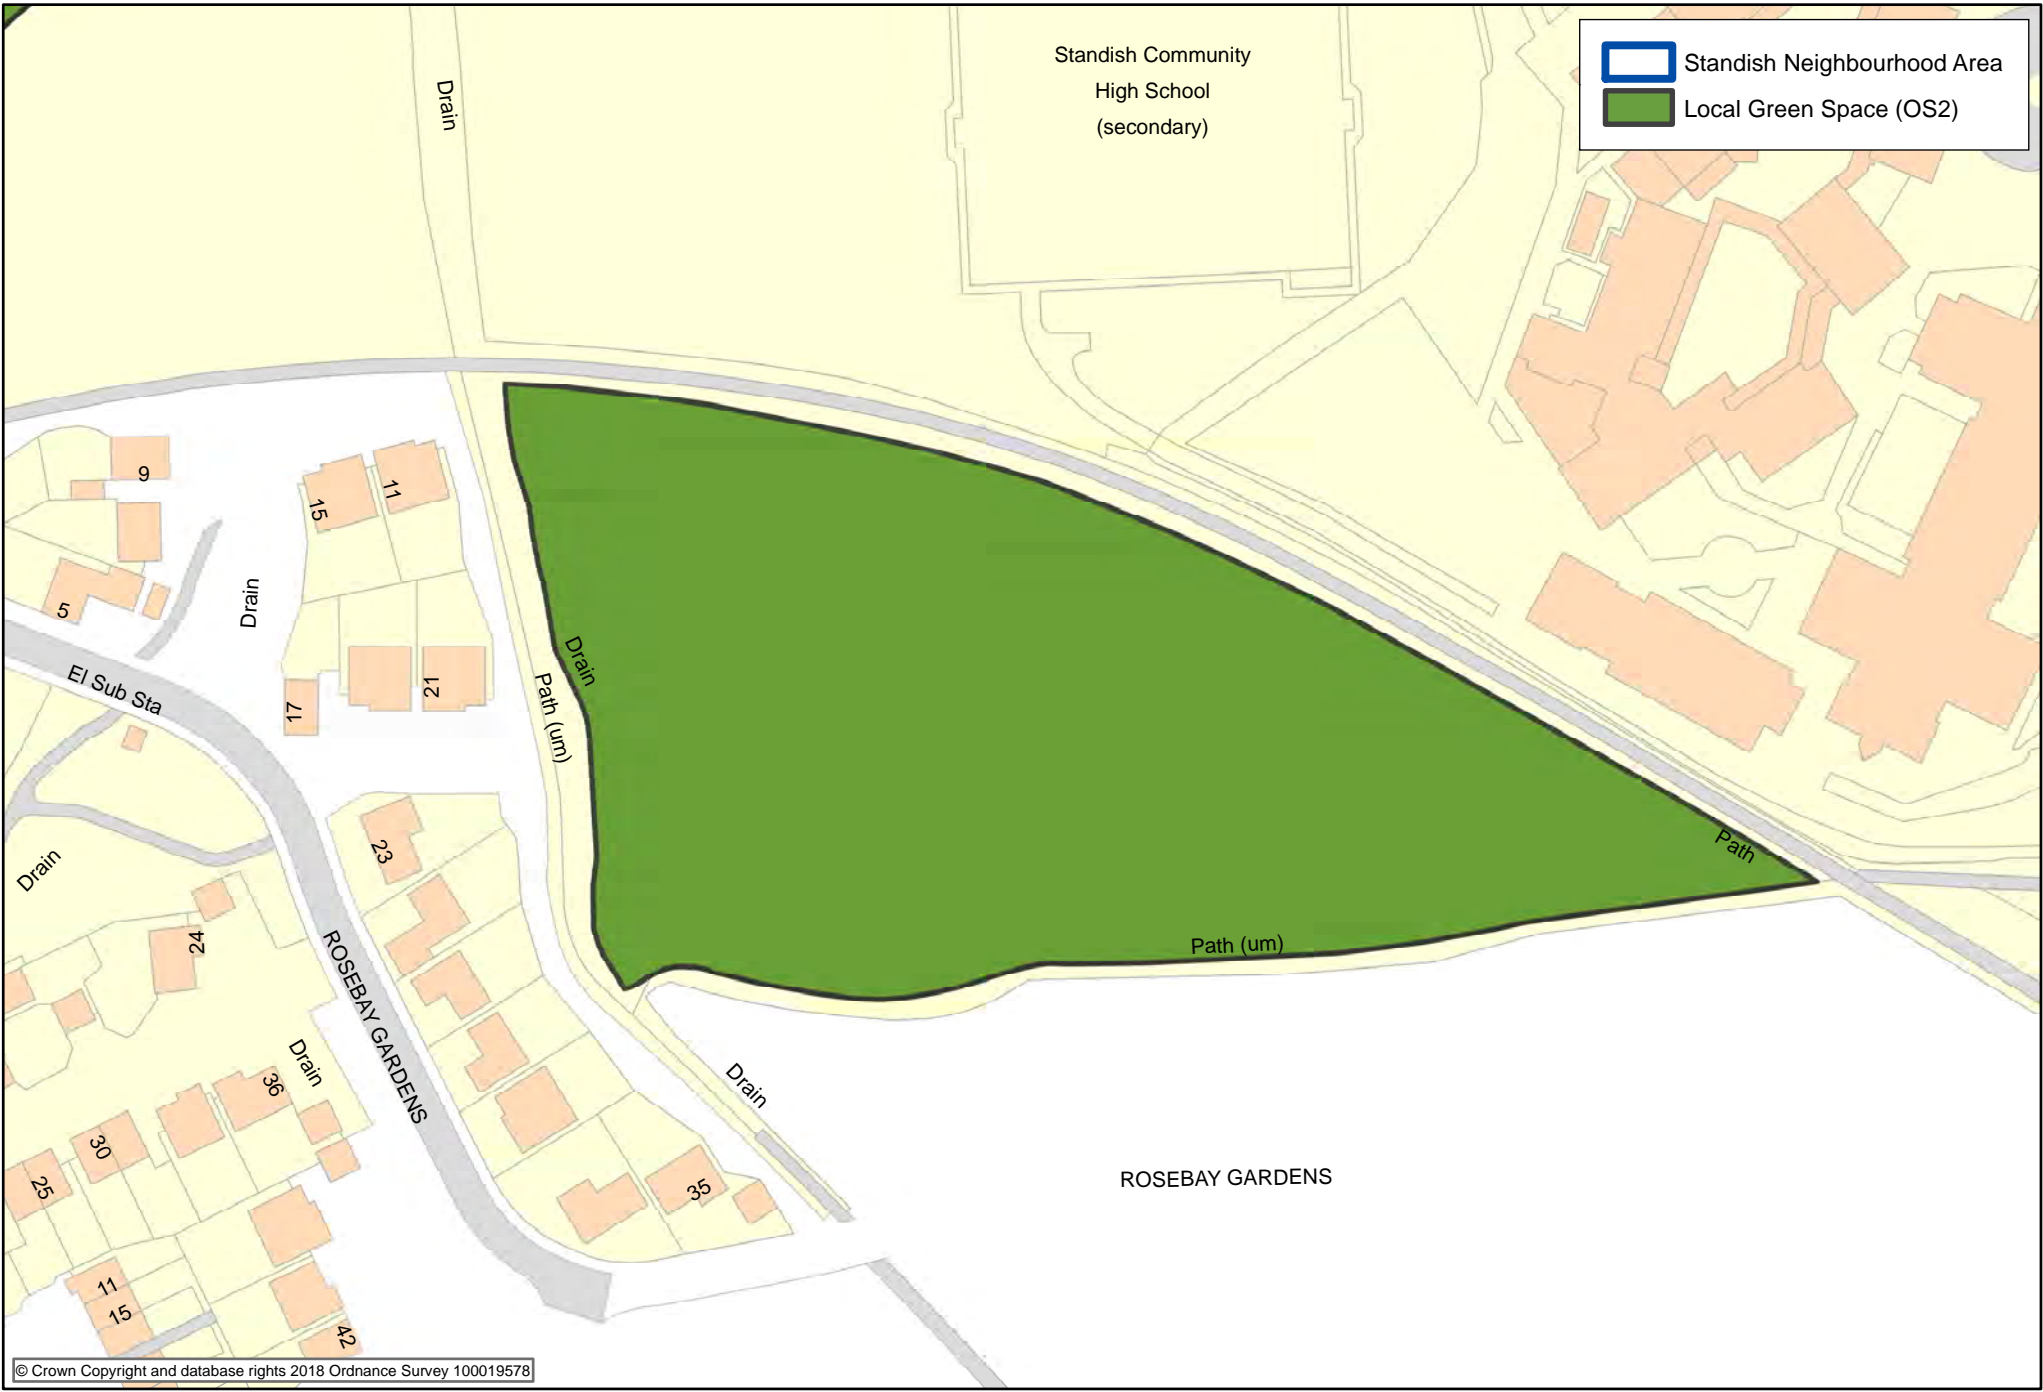 Standish Community
High School
(secondary)
Standish Neighbourhood Area
Local Green Space (OS2)
Drain
9
15
11
5
Drain
Drain
El Sub Sta
17
21
Path (um)
23
Path
Drain
24
Path (um)
ROSEBAY GARDENS
Drain
36
Drain
30
25
35
ROSEBAY GARDENS
11
15
42
© Crown Copyright and database rights 2018 Ordnance Survey 100019578